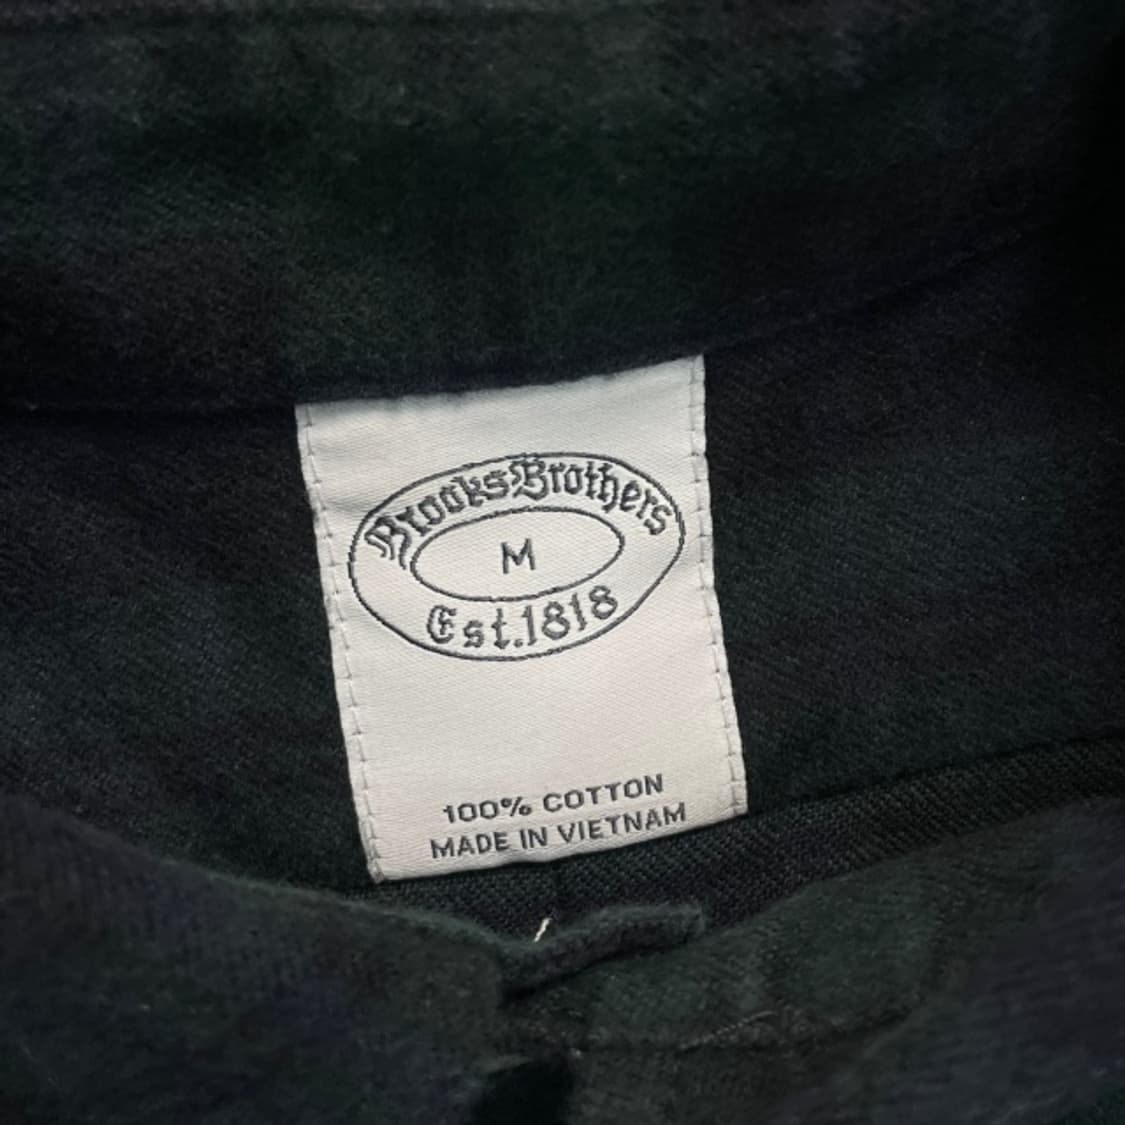 Brooks Brothers
M
Est. 1818
100% COTTON
MADE IN VIETNAM